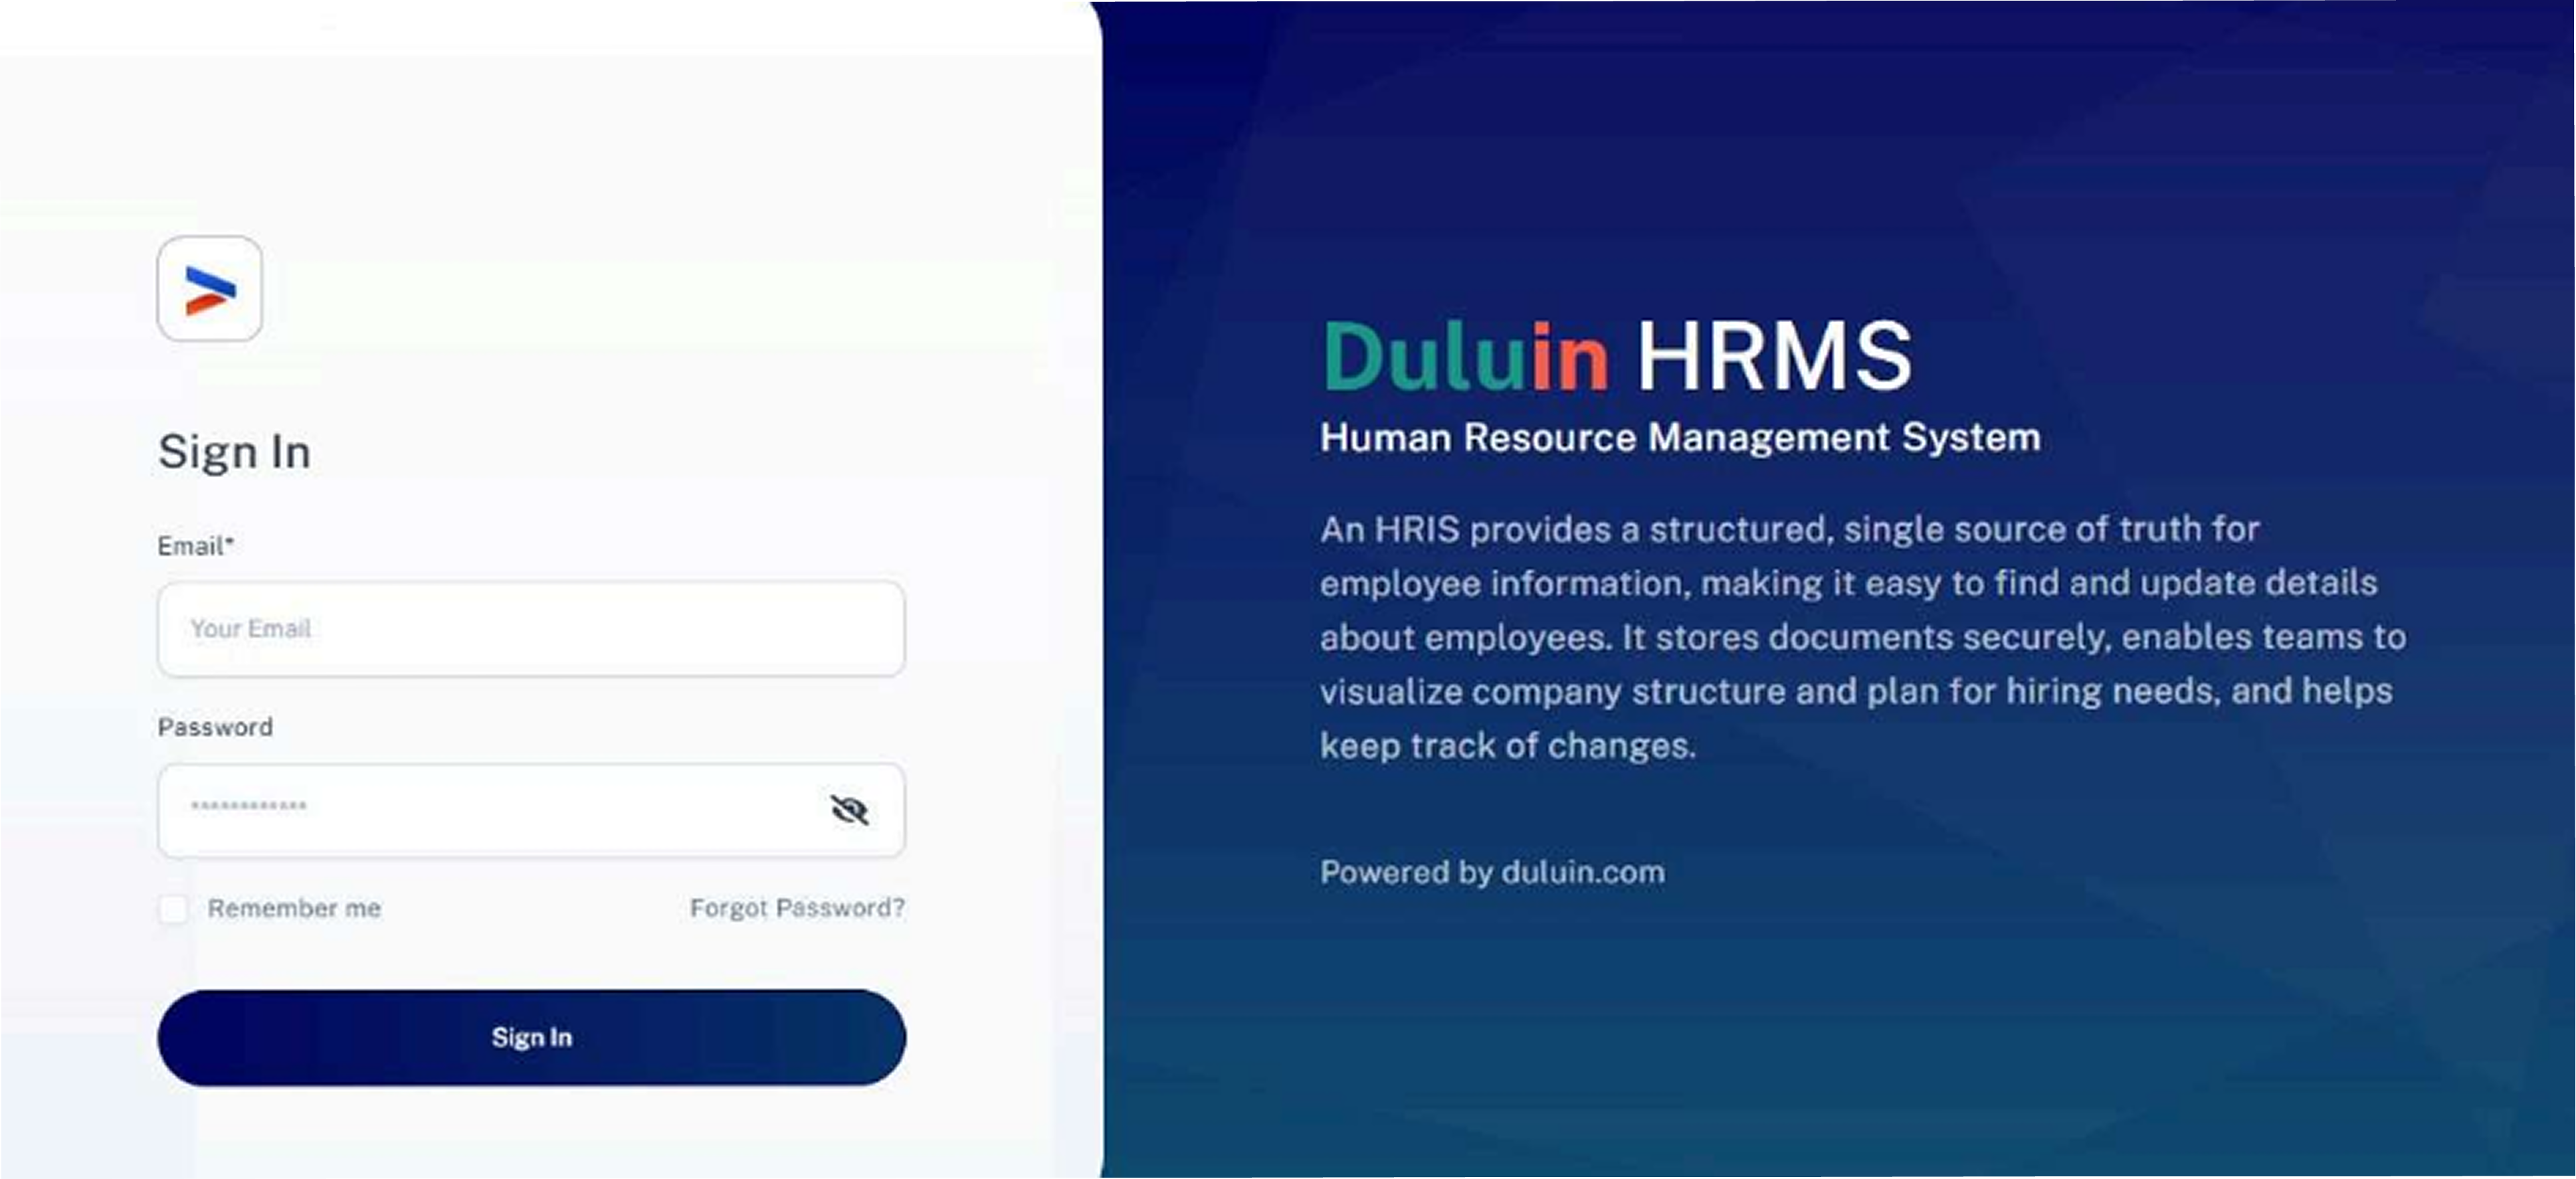 Sign In
Email*
Your Email
Password
************
Remember me
Forgot Password?
Sign In
Duluin HRMS
Human Resource Management System
An HRIS provides a structured, single source of truth for
employee information, making it easy to find and update details
about employees. It stores documents securely, enables teams to
visualize company structure and plan for hiring needs, and helps
keep track of changes.
Powered by duluin.com